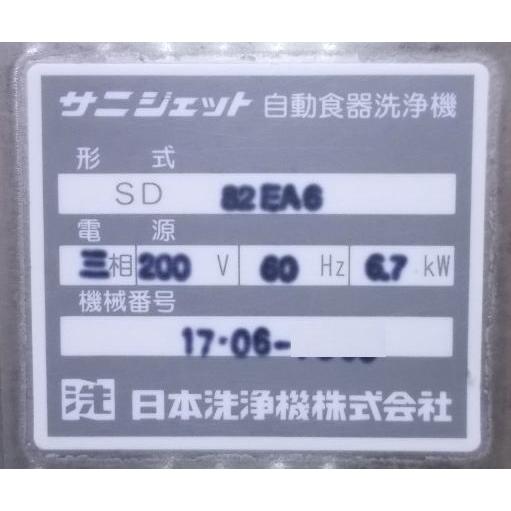 サニジェット 自動食器洗浄機
形 式
SD 82EA6
電 源
三相 200 V 60 Hz 6.7 kW
機械番号
17・06-
洗 日本洗浄機株式会社